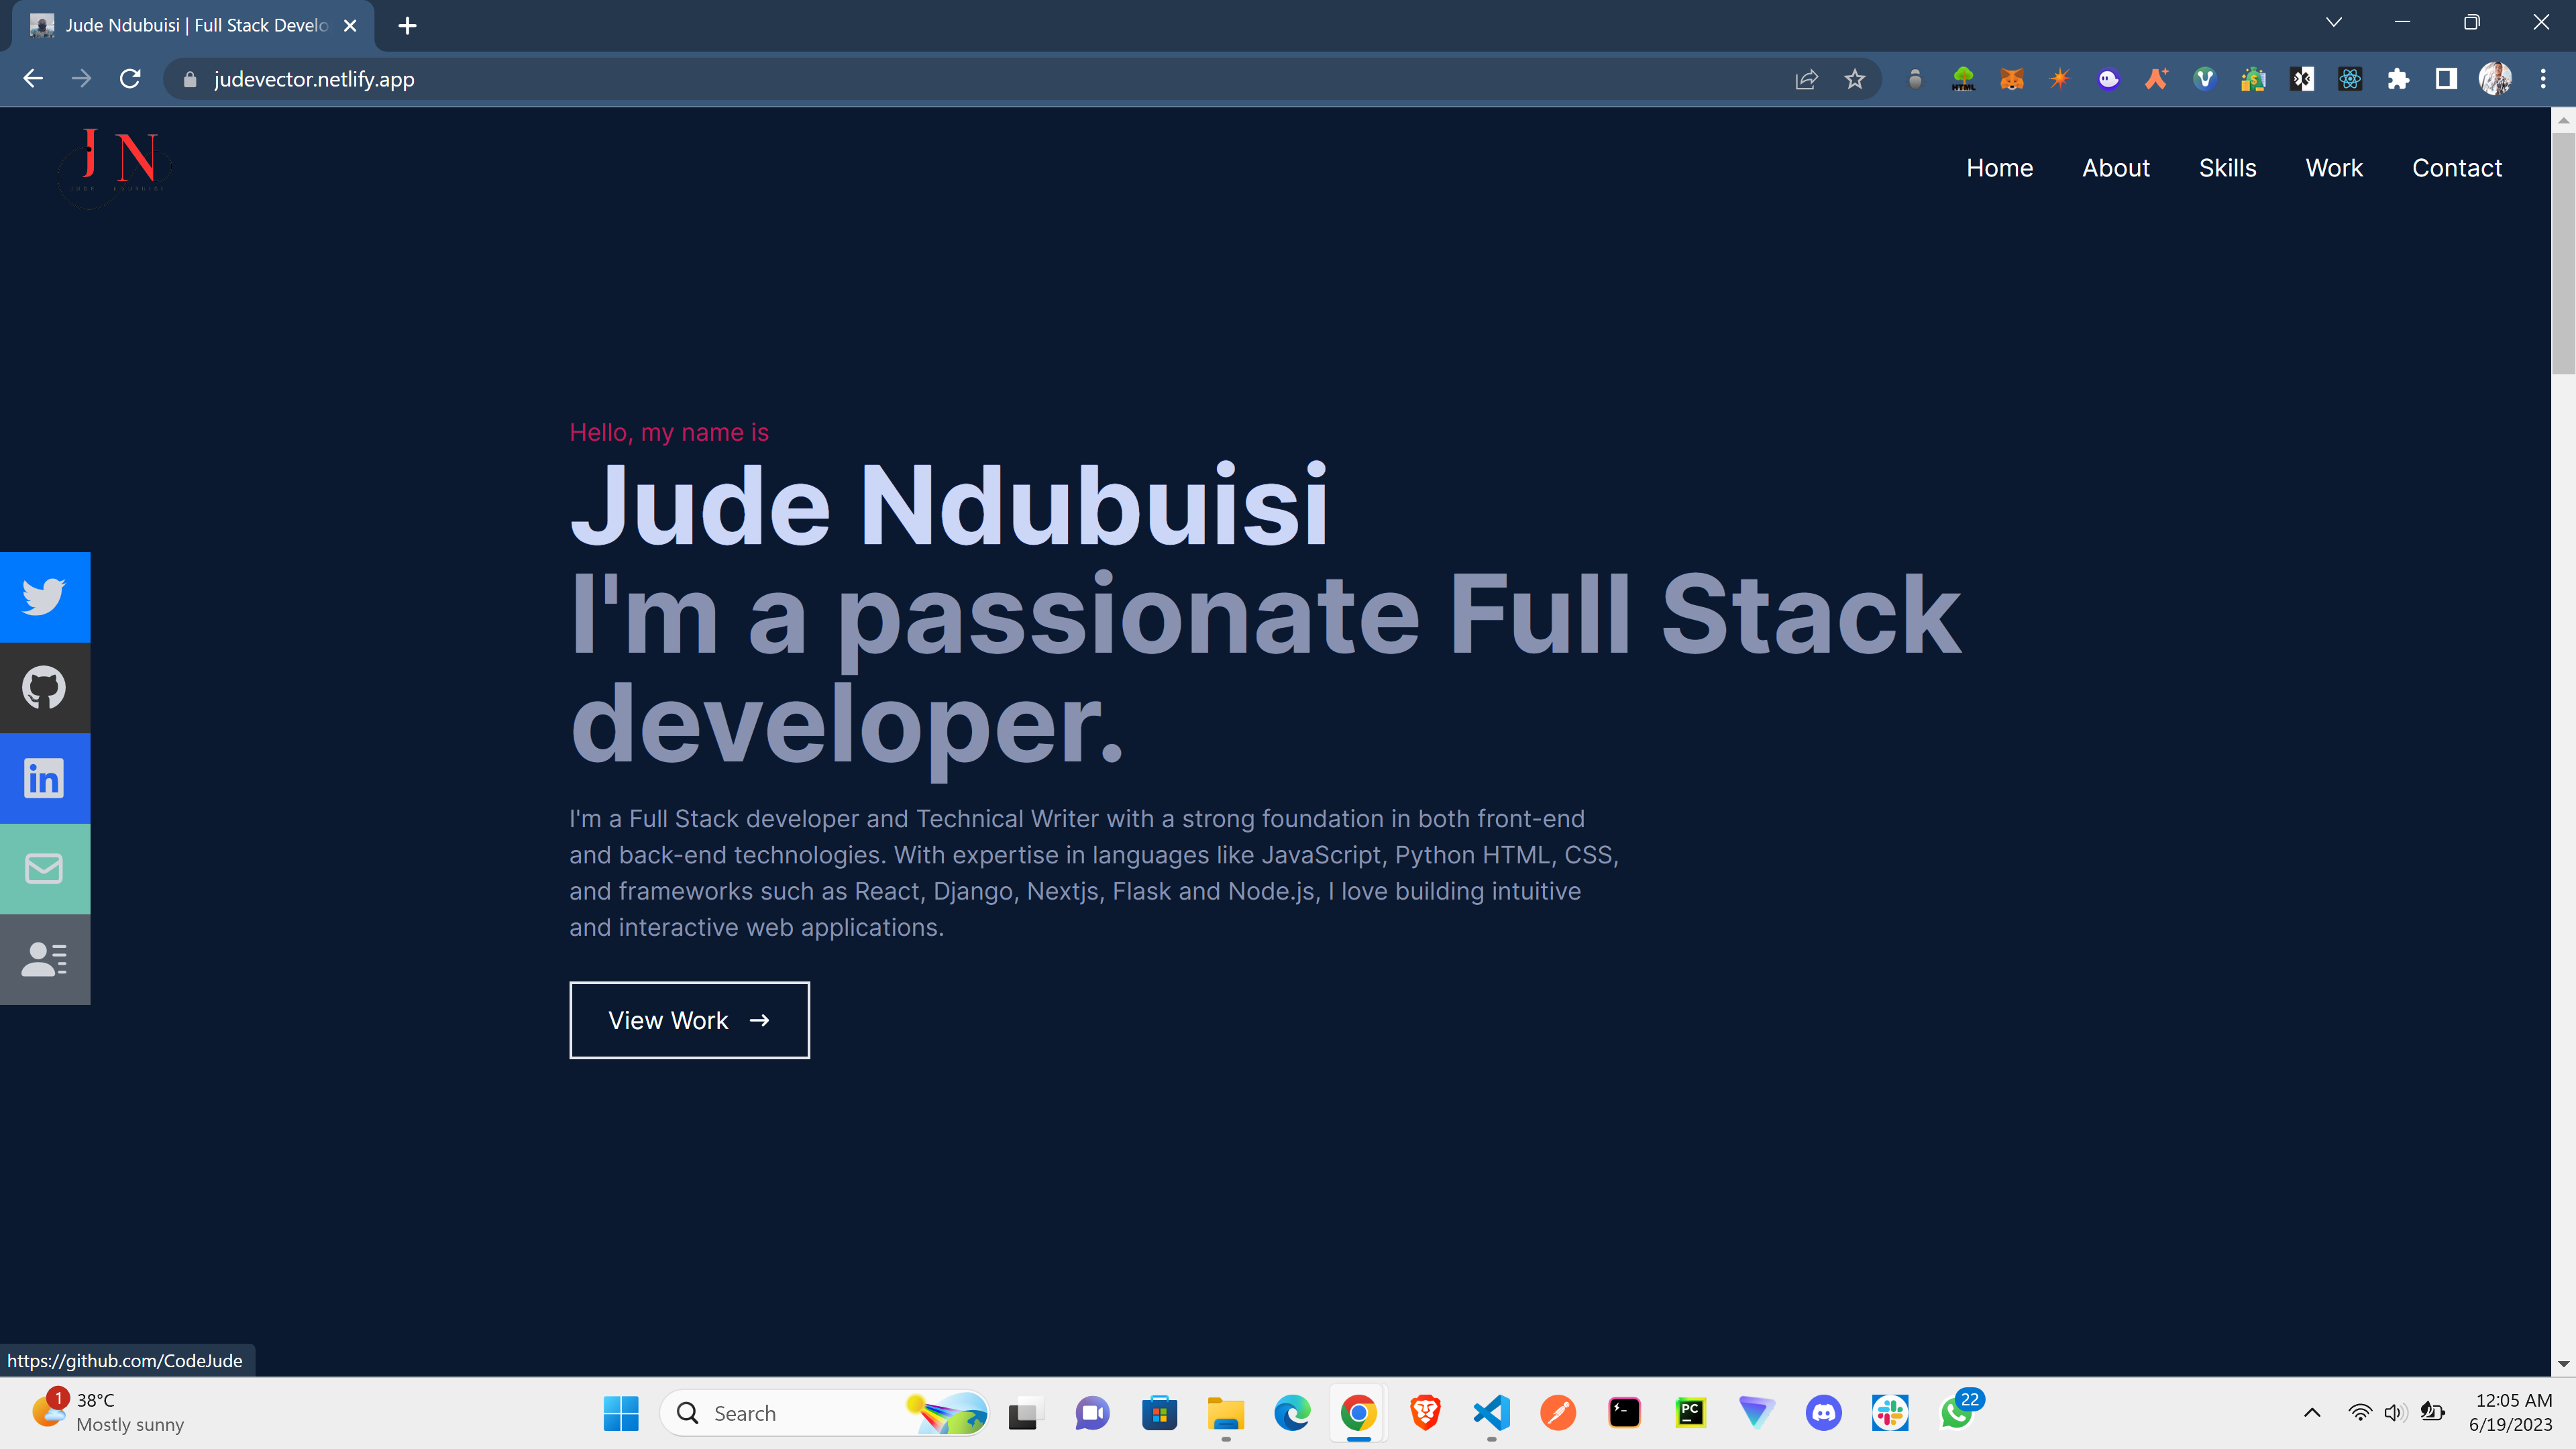 Jude Ndubuisi | Full Stack Develo
judevector.netlify.app
HTML
J N
Home About Skills Work Contact
Hello, my name is
Jude Ndubuisi
I'm a passionate Full Stack
developer.
I'm a Full Stack developer and Technical Writer with a strong foundation in both front-end
and back-end technologies. With expertise in languages like JavaScript, Python HTML, CSS,
and frameworks such as React, Django, Nextjs, Flask and Node.js, I love building intuitive
and interactive web applications.
View Work →
in
https://github.com/CodeJude
1
38°C
Mostly sunny
Search
PC
22
12:05 AM
6/19/2023